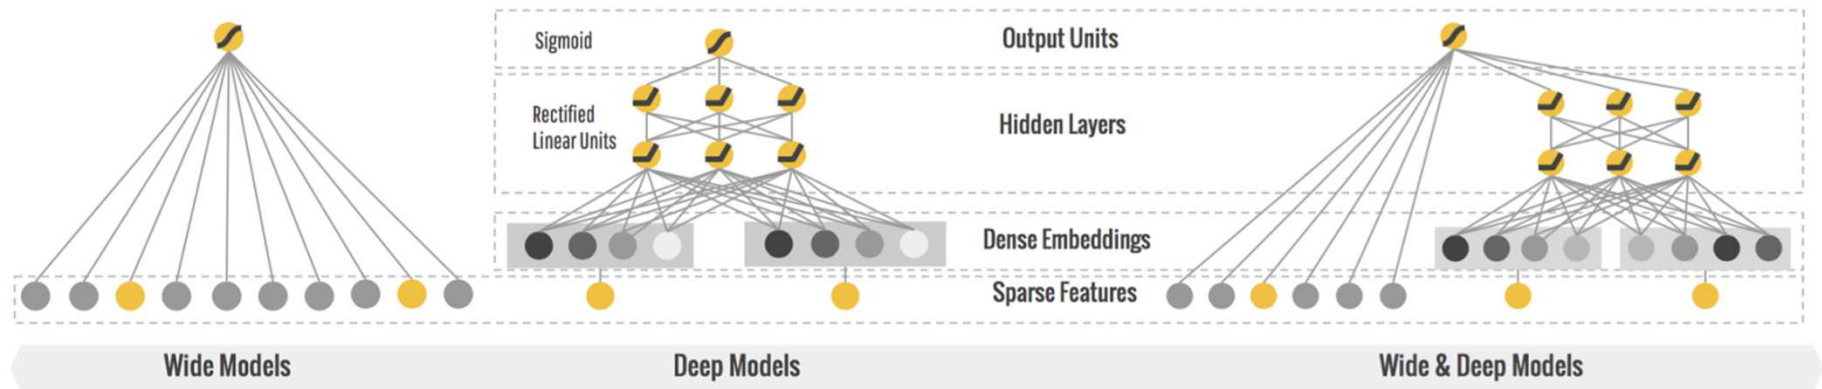 Sigmoid
Output Units
Rectified
Linear Units
Hidden Layers
Dense Embeddings
Sparse Features
Wide Models
Deep Models
Wide & Deep Models